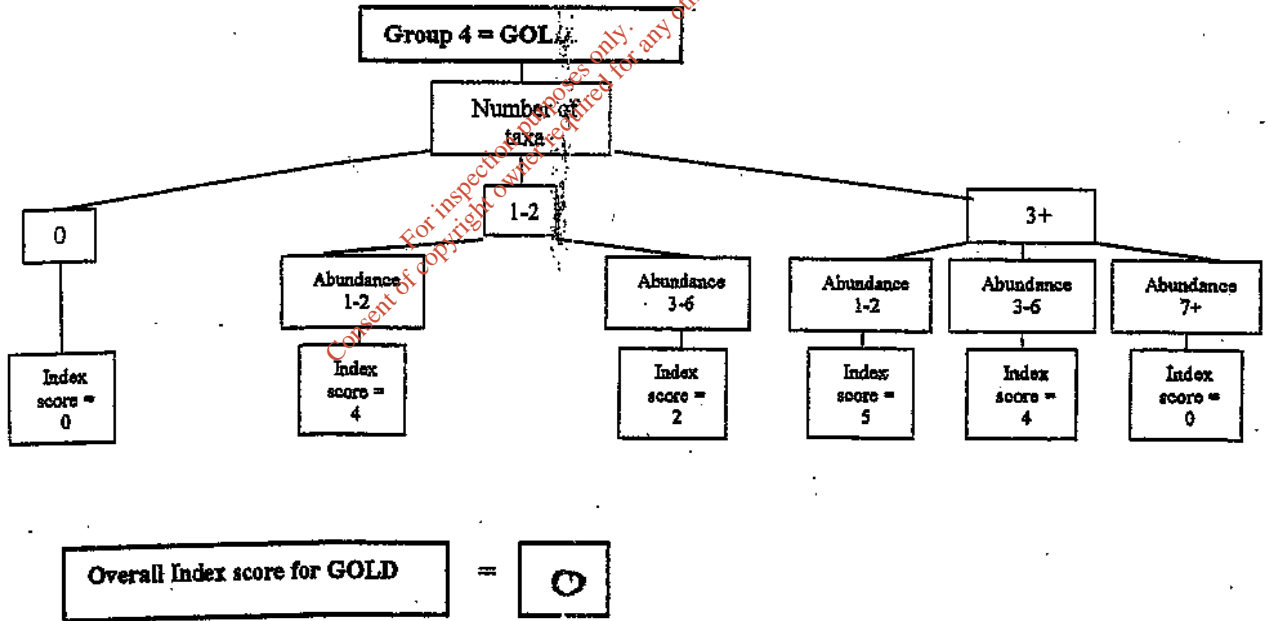 Group 4 = GOLD
Number of
taxa
0
1-2
3+
Abundance
1-2
Abundance
3-6
Abundance
1-2
Abundance
3-6
Abundance
7+
Index
score =
0
Index
score =
4
Index
score =
2
Index
score =
5
Index
score =
4
Index
score =
0
Overall Index score for GOLD = 0
For inspection purposes only.
Consent of copyright owner required for any